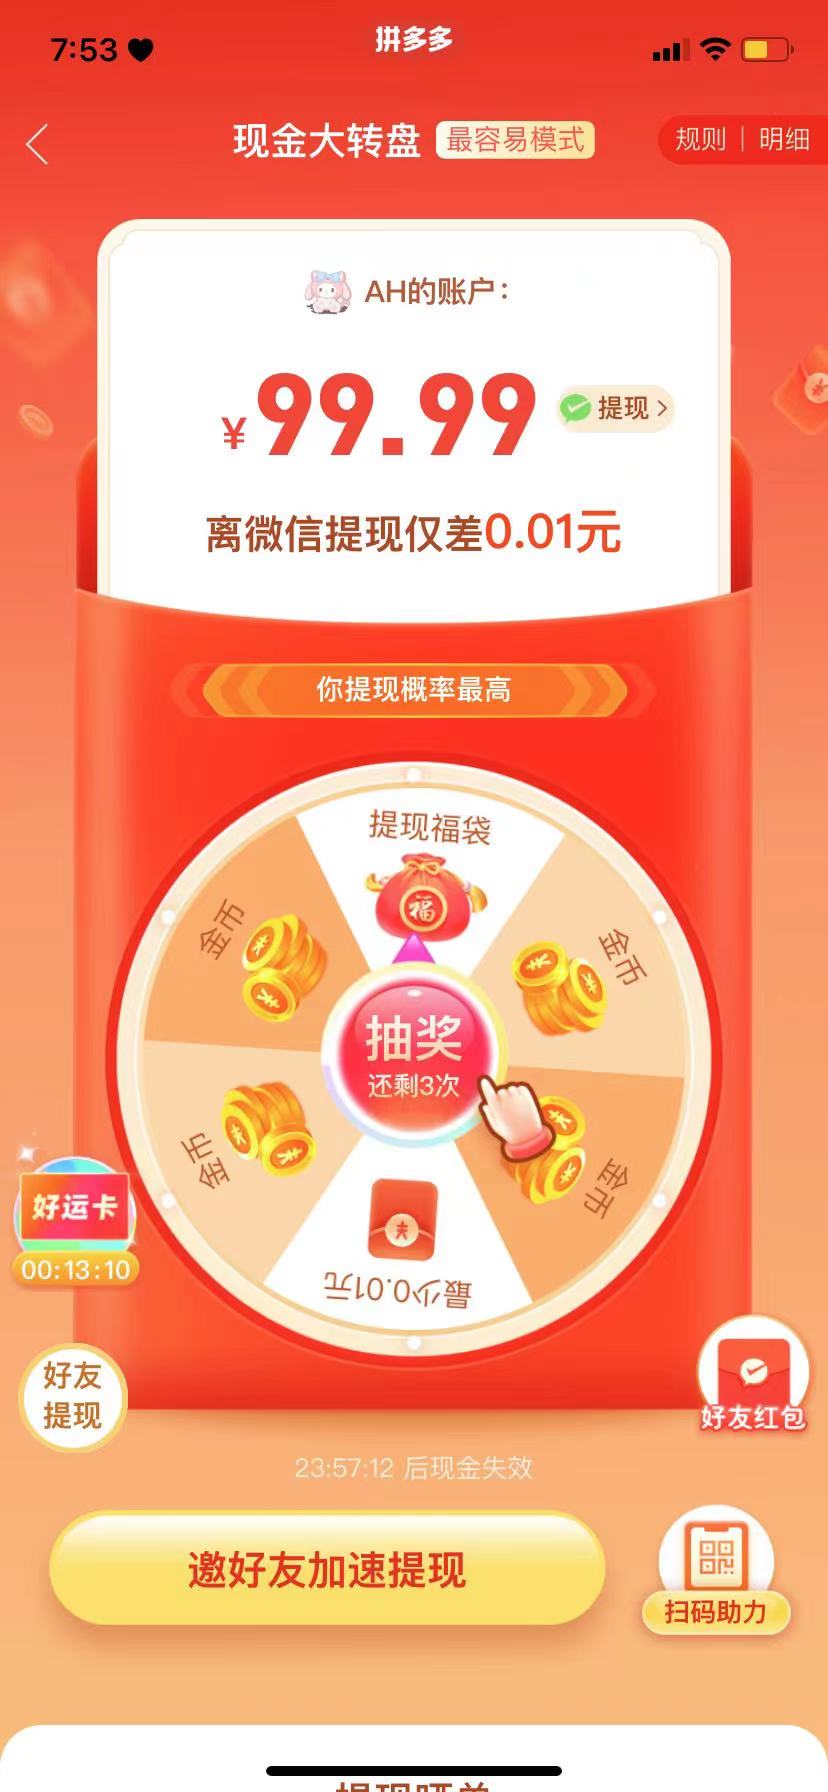 7:53
拼多多
现金大转盘
最容易模式
规则 | 明细
AH的账户：
¥99.99
提现 >
离微信提现仅差0.01元
你提现概率最高
提现福袋
福
金币
金币
抽奖
还剩3次
金币
金币
最少0.01元
好运卡
00:13:10
好友
提现
好友红包
23:57:12 后现金失效
邀好友加速提现
扫码助力